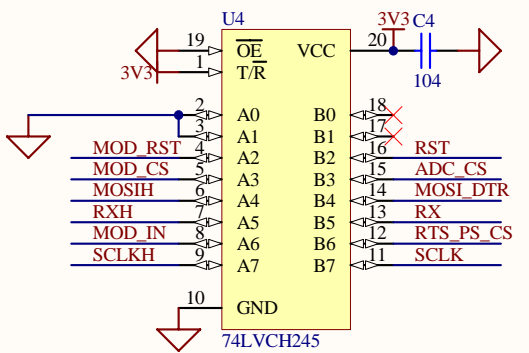 U4
3V3 C4
19 OE VCC 20
1 T/R
3V3
104
2 A0 B0 18
3 A1 B1 17
MOD_RST 4 A2 B2 16 RST
MOD_CS 5 A3 B3 15 ADC_CS
MOSIH 6 A4 B4 14 MOSI_DTR
RXH 7 A5 B5 13 RX
MOD_IN 8 A6 B6 12 RTS_PS_CS
SCLKH 9 A7 B7 11 SCLK
10 GND
74LVCH245